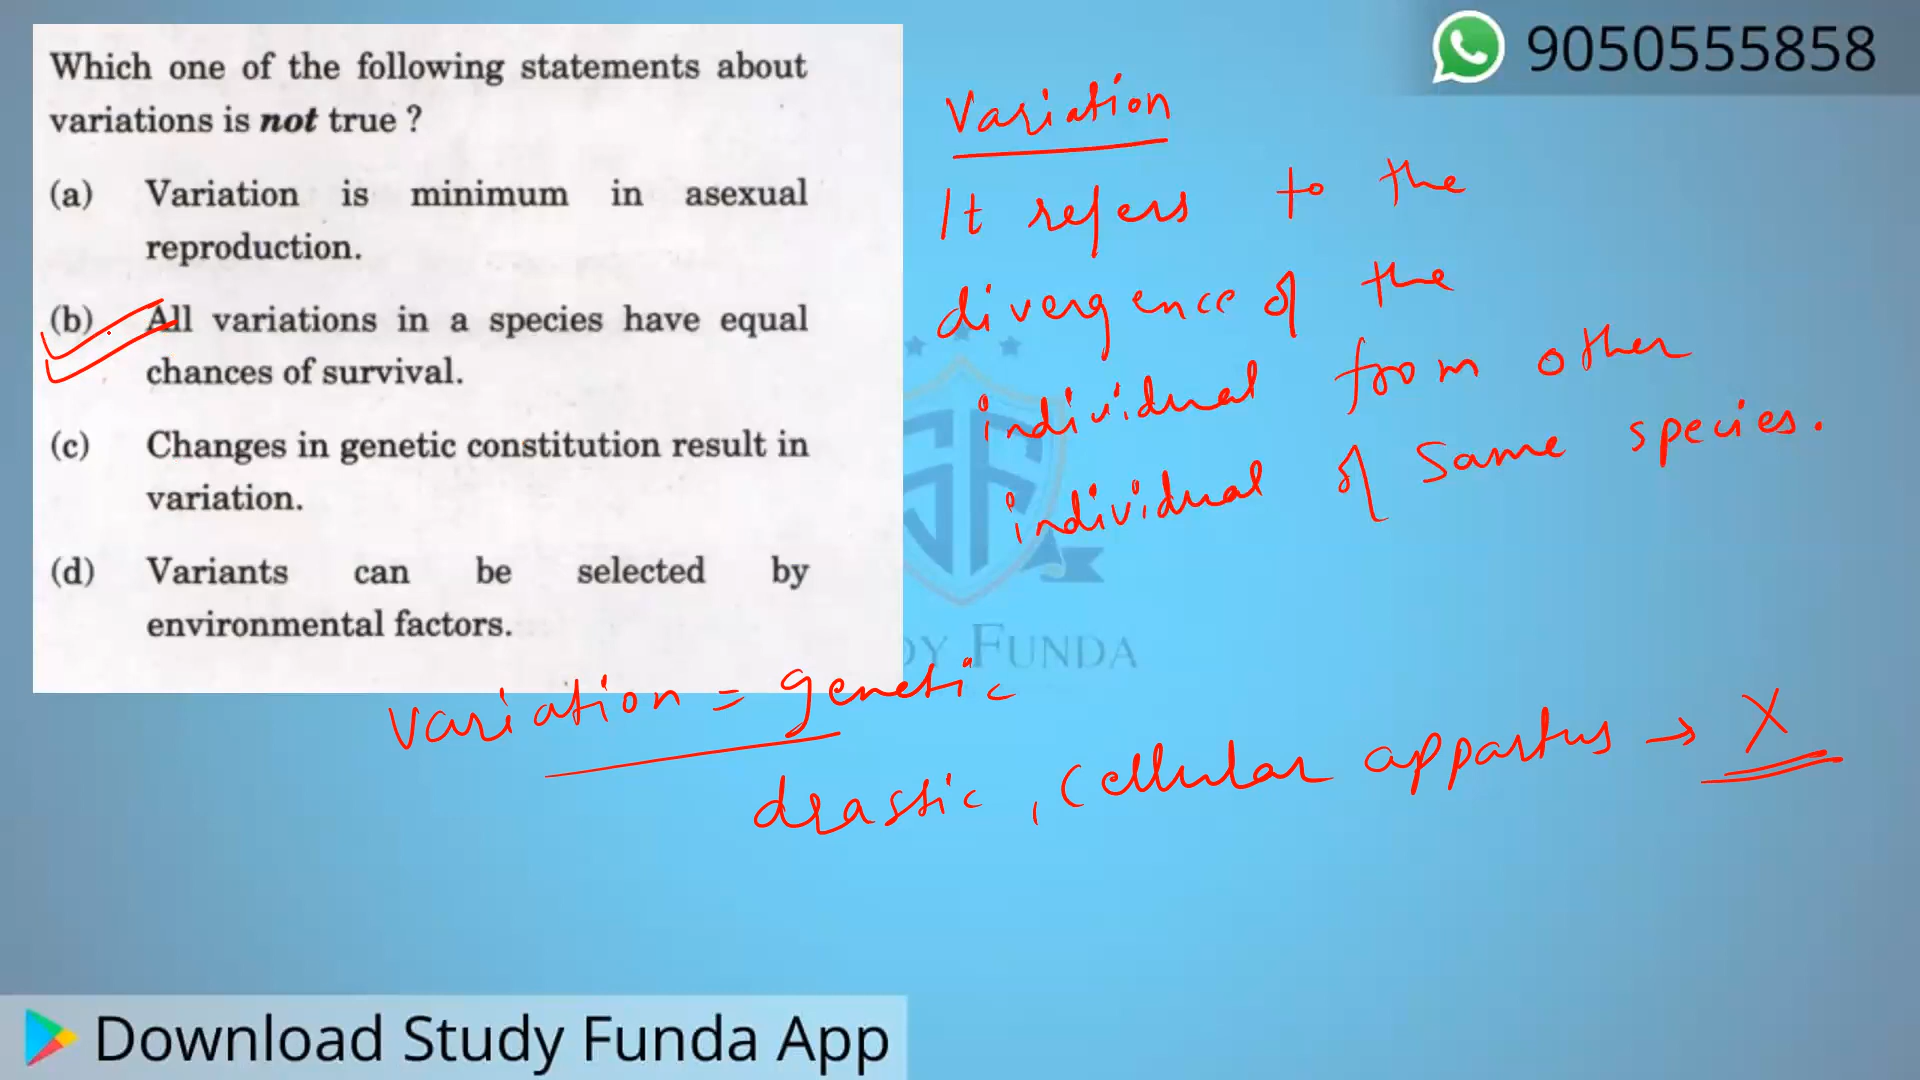 9050555858
Which one of the following statements about
variations is not true ?
(a) Variation is minimum in asexual
reproduction.
(b) All variations in a species have equal
chances of survival.
(c) Changes in genetic constitution result in
variation.
(d) Variants can be selected by
environmental factors.
Variation
It refers to the
divergence of the
individual from other
individual of same species.
DY FUNDA
variation = genetic
drastic, cellular appartus → X
Download Study Funda App